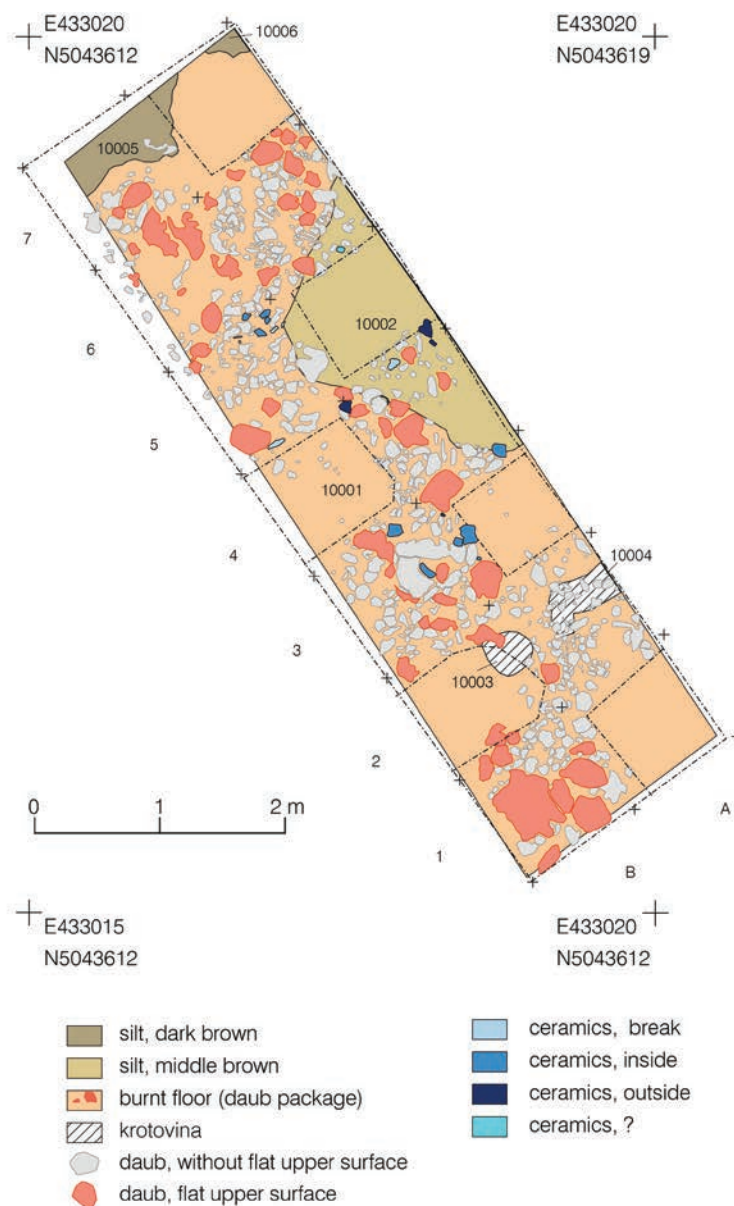 E433020
N5043612
10006
E433020
N5043619
10005
7
10002
6
5
10001
4
10004
3
10003
2
0 1 2 m
1
A
B
E433015
N5043612
E433020
N5043612
silt, dark brown
silt, middle brown
burnt floor (daub package)
krotovina
daub, without flat upper surface
daub, flat upper surface
ceramics, break
ceramics, inside
ceramics, outside
ceramics, ?